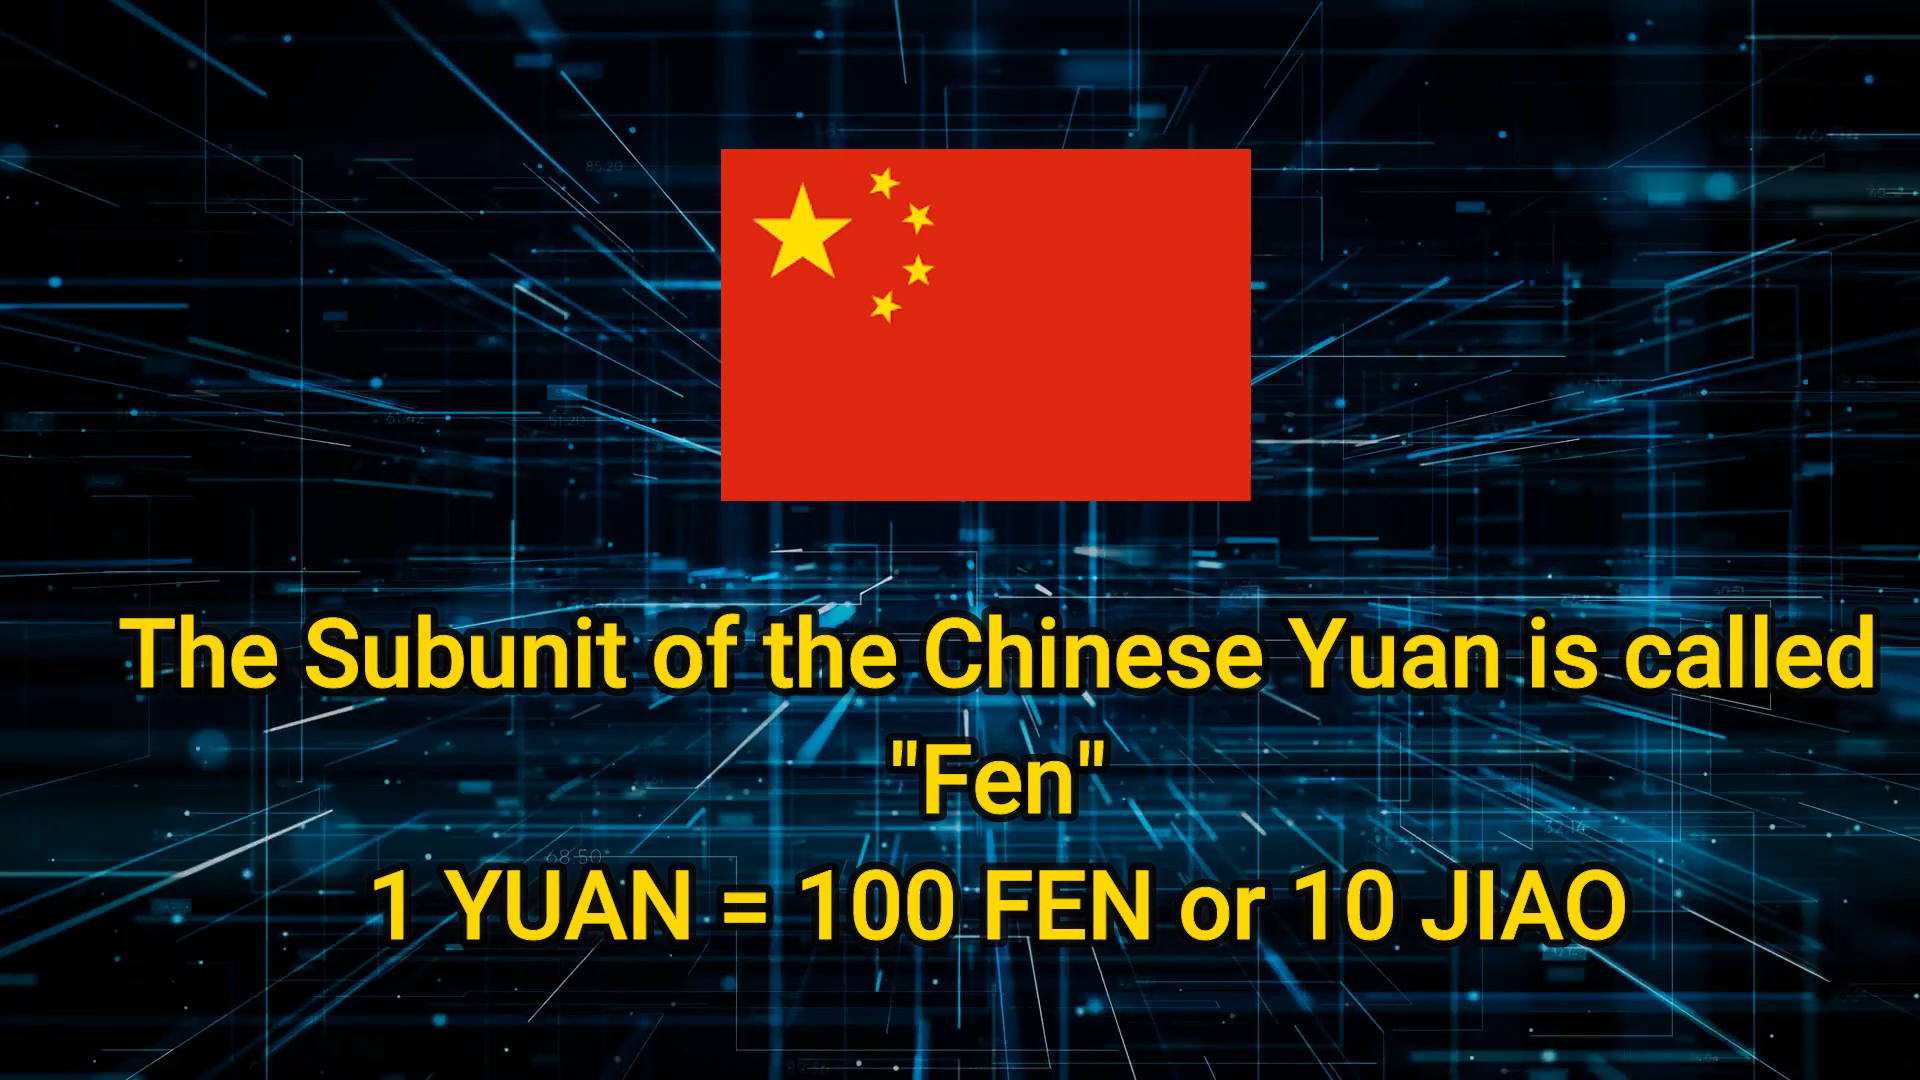 The Subunit of the Chinese Yuan is called
"Fen"
1 YUAN = 100 FEN or 10 JIAO